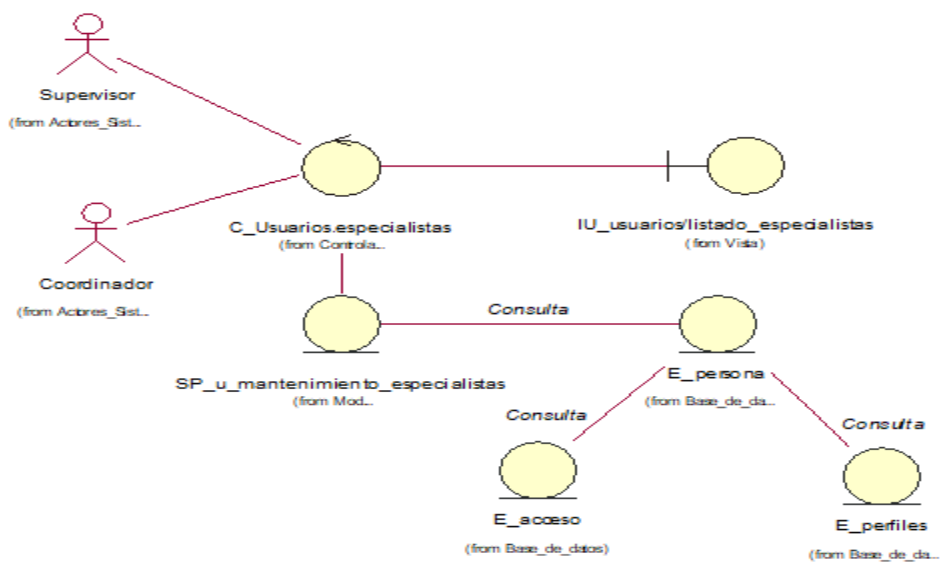 Supervisor
(from Actores_Sist...
C_Usuarios.especialistas
(from Controla...
IU_usuarios/listado_especialistas
(from Vista)
Coordinador
(from Actores_Sist...
Consulta
SP_u_mantenimiento_especialistas
(from Mod...
E_persona
(from Base_de_da...
Consulta
Consulta
E_acceso
(from Base_de_datos)
E_perfiles
(from Base_de_da...